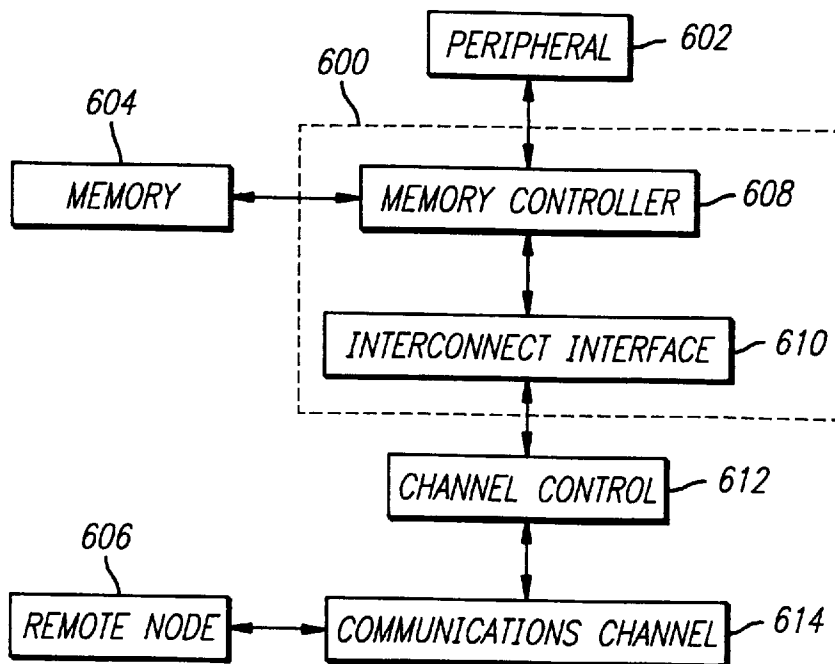 PERIPHERAL 602
600
604
MEMORY
MEMORY CONTROLLER 608
INTERCONNECT INTERFACE 610
CHANNEL CONTROL 612
606
REMOTE NODE
COMMUNICATIONS CHANNEL 614